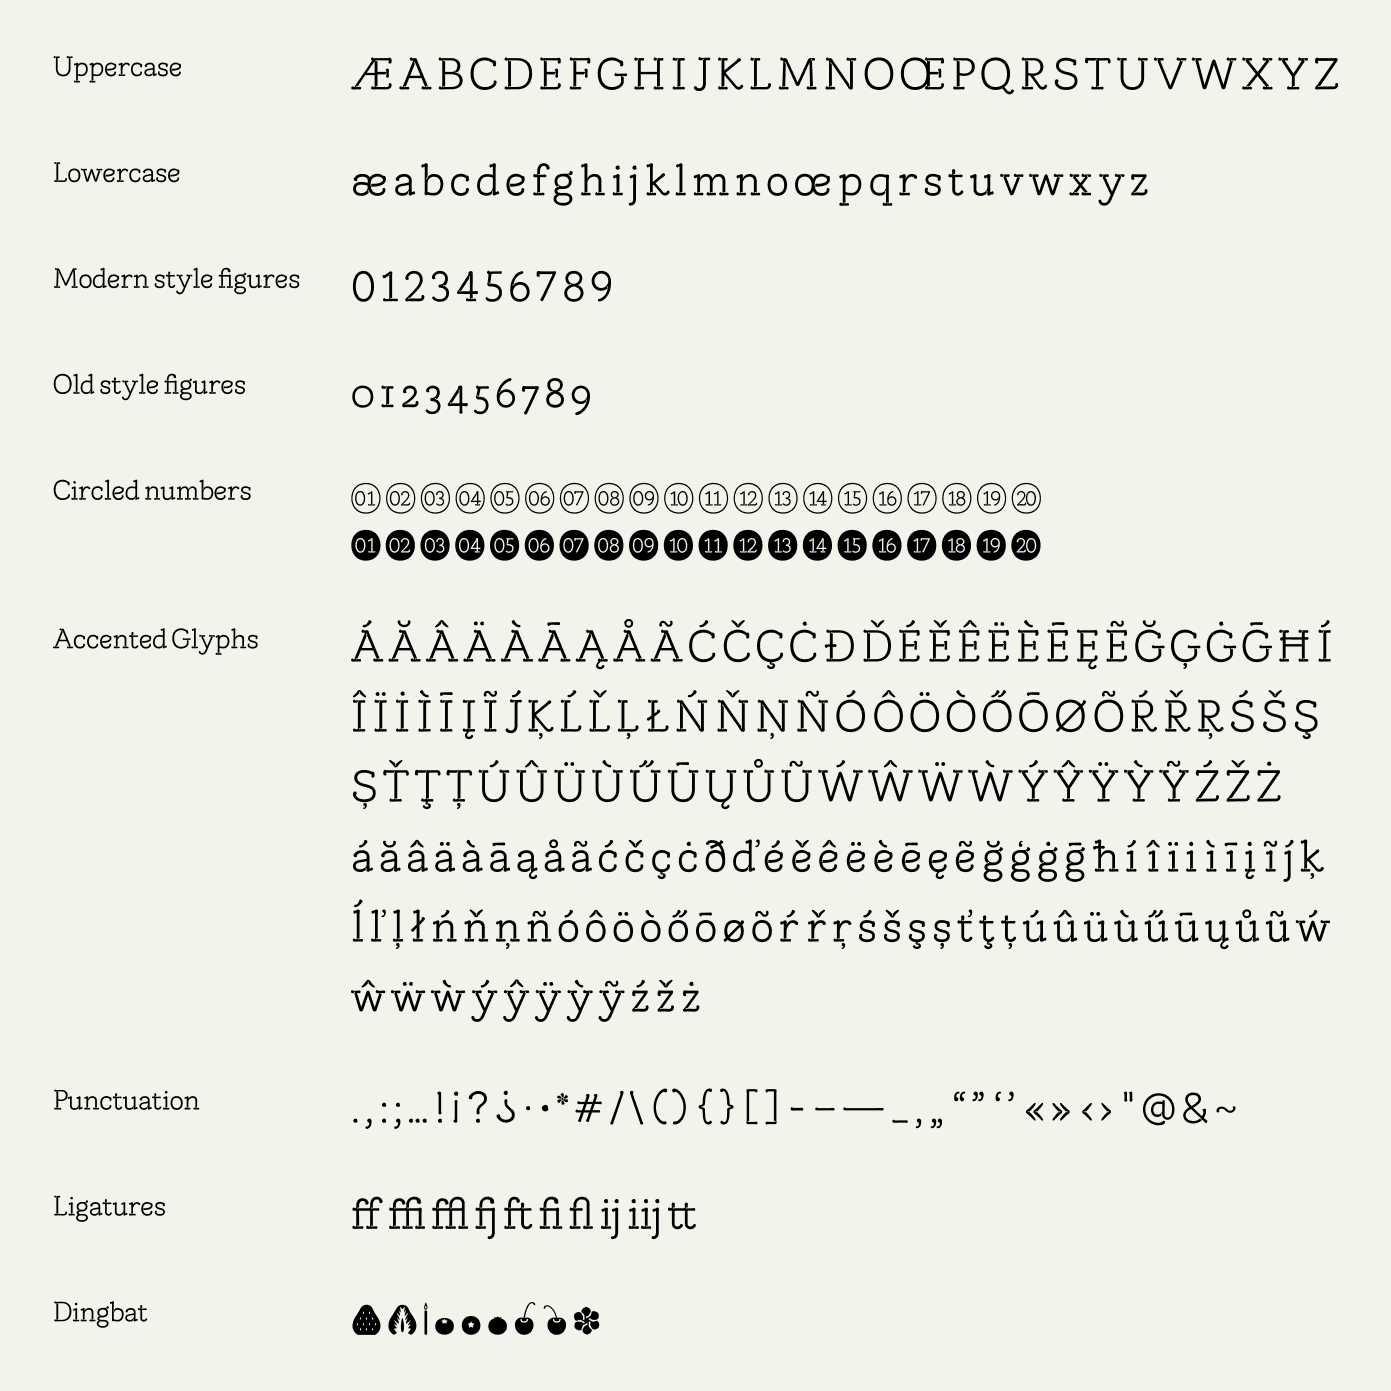 Uppercase
ÆABCDEFGHIJKLMNOŒPQRSTUVWXYZ
Lowercase
æabcdefghijklmnoœpqrstuvwxyz
Modern style figures
0123456789
Old style figures
0123456789
Circled numbers
01 02 03 04 05 06 07 08 09 10 11 12 13 14 15 16 17 18 19 20
01 02 03 04 05 06 07 08 09 10 11 12 13 14 15 16 17 18 19 20
Accented Glyphs
ÁĂÂÄÀĀĄÅÃĆČÇĊĐĎÉĚÊËÈĒĘẼĞĢĠḠĦÍ
ÎÏİÌĪĮĨJ́ĶĹĽĻŁŃŇŅÑÓÔÖÒŐŌØÕŔŘŖŚŠŞ
ȘŤŢȚÚÛÜÙŰŪŲŮŨẂŴẄẀÝŶŸỲỸŹŽŻ
áăâäàāąåãćčçċðďéěêëèēęẽğģġḡħíîïiìīįĩj́ķ
ĺľļłńňņñóôöòőōøõŕřŗśšşșťţțúûüùűūųůũẃ
ŵẅẁýŷÿỳỹźžż
Punctuation
.,:;…!¡?¿·•*#/\(){}[]-–—_‚„“”‘’«»‹›"@&~
Ligatures
ff ffi ffl fj ft fi fl ij iij tt
Dingbat